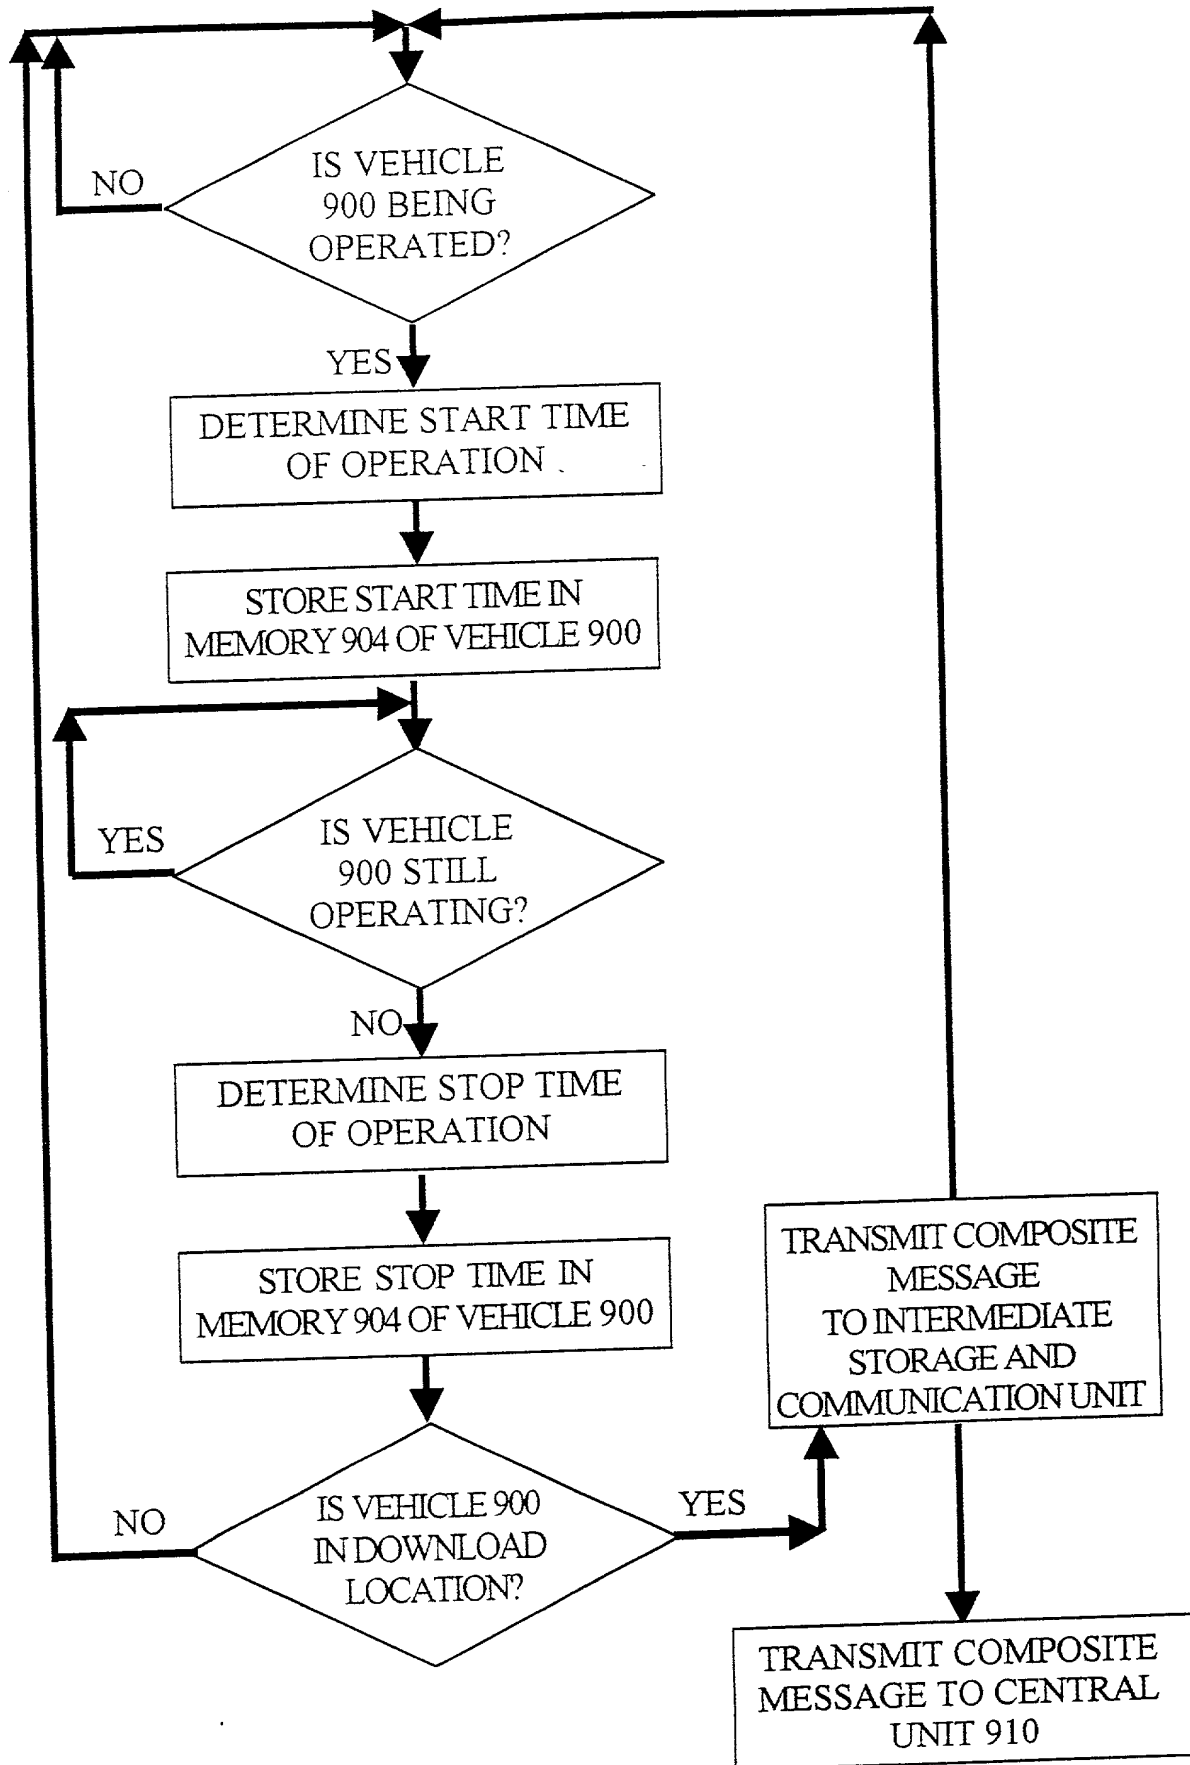 IS VEHICLE
900 BEING
OPERATED?
NO
YES
DETERMINE START TIME
OF OPERATION
STORE START TIME IN
MEMORY 904 OF VEHICLE 900
YES
IS VEHICLE
900 STILL
OPERATING?
NO
DETERMINE STOP TIME
OF OPERATION
STORE STOP TIME IN
MEMORY 904 OF VEHICLE 900
IS VEHICLE 900
IN DOWNLOAD
LOCATION?
NO
YES
TRANSMIT COMPOSITE
MESSAGE
TO INTERMEDIATE
STORAGE AND
COMMUNICATION UNIT
TRANSMIT COMPOSITE
MESSAGE TO CENTRAL
UNIT 910